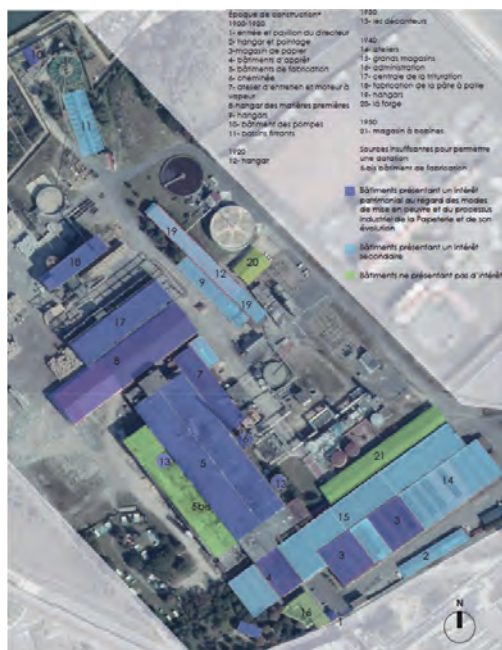 Epoque de construction*
1900-1920
1- entrée et pavillon du directeur
2- hangar et pointage
3-magasin de papier
4- bâtiments d'apprêt
5- bâtiments de fabrication
6- cheminée
7- atelier d'entretien et moteur à
vapeur
8-hangar des matières premières
9- hangars
10- bâtiment des pompes
11- bassins filtrants
1920
12- hangar
1930
13- les décanteurs
1940
14- ateliers
15- grands magasins
16- administration
17- centrale de la trituration
18- fabrication de la pâte à paille
19- hangars
20- la forge
1950
21- magasin à bobines
Sources insuffisantes pour permettre
une datation
5-bis bâtiment de fabrication
Bâtiments présentant un intérêt
patrimonial au regard des modes
de mise en oeuvre et du processus
industriel de la Papeterie et de son
évolution
Bâtiments présentant un intérêt
secondaire
Bâtiments ne présentant pas d'intérêt
10
11
19
12
20
9
19
18
17
8
7
6
5
13
5bis
13
21
14
15
3
3
2
4
16
1
N